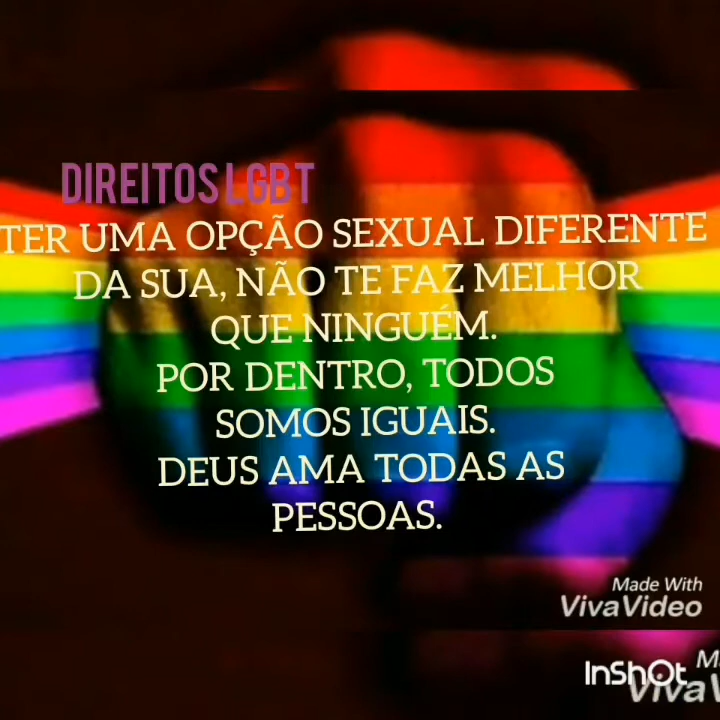 DIREITOS LGBT
TER UMA OPÇÃO SEXUAL DIFERENTE
DA SUA, NÃO TE FAZ MELHOR
QUE NINGUÉM.
POR DENTRO, TODOS
SOMOS IGUAIS.
DEUS AMA TODAS AS
PESSOAS.
Made With
VivaVideo
InShOt